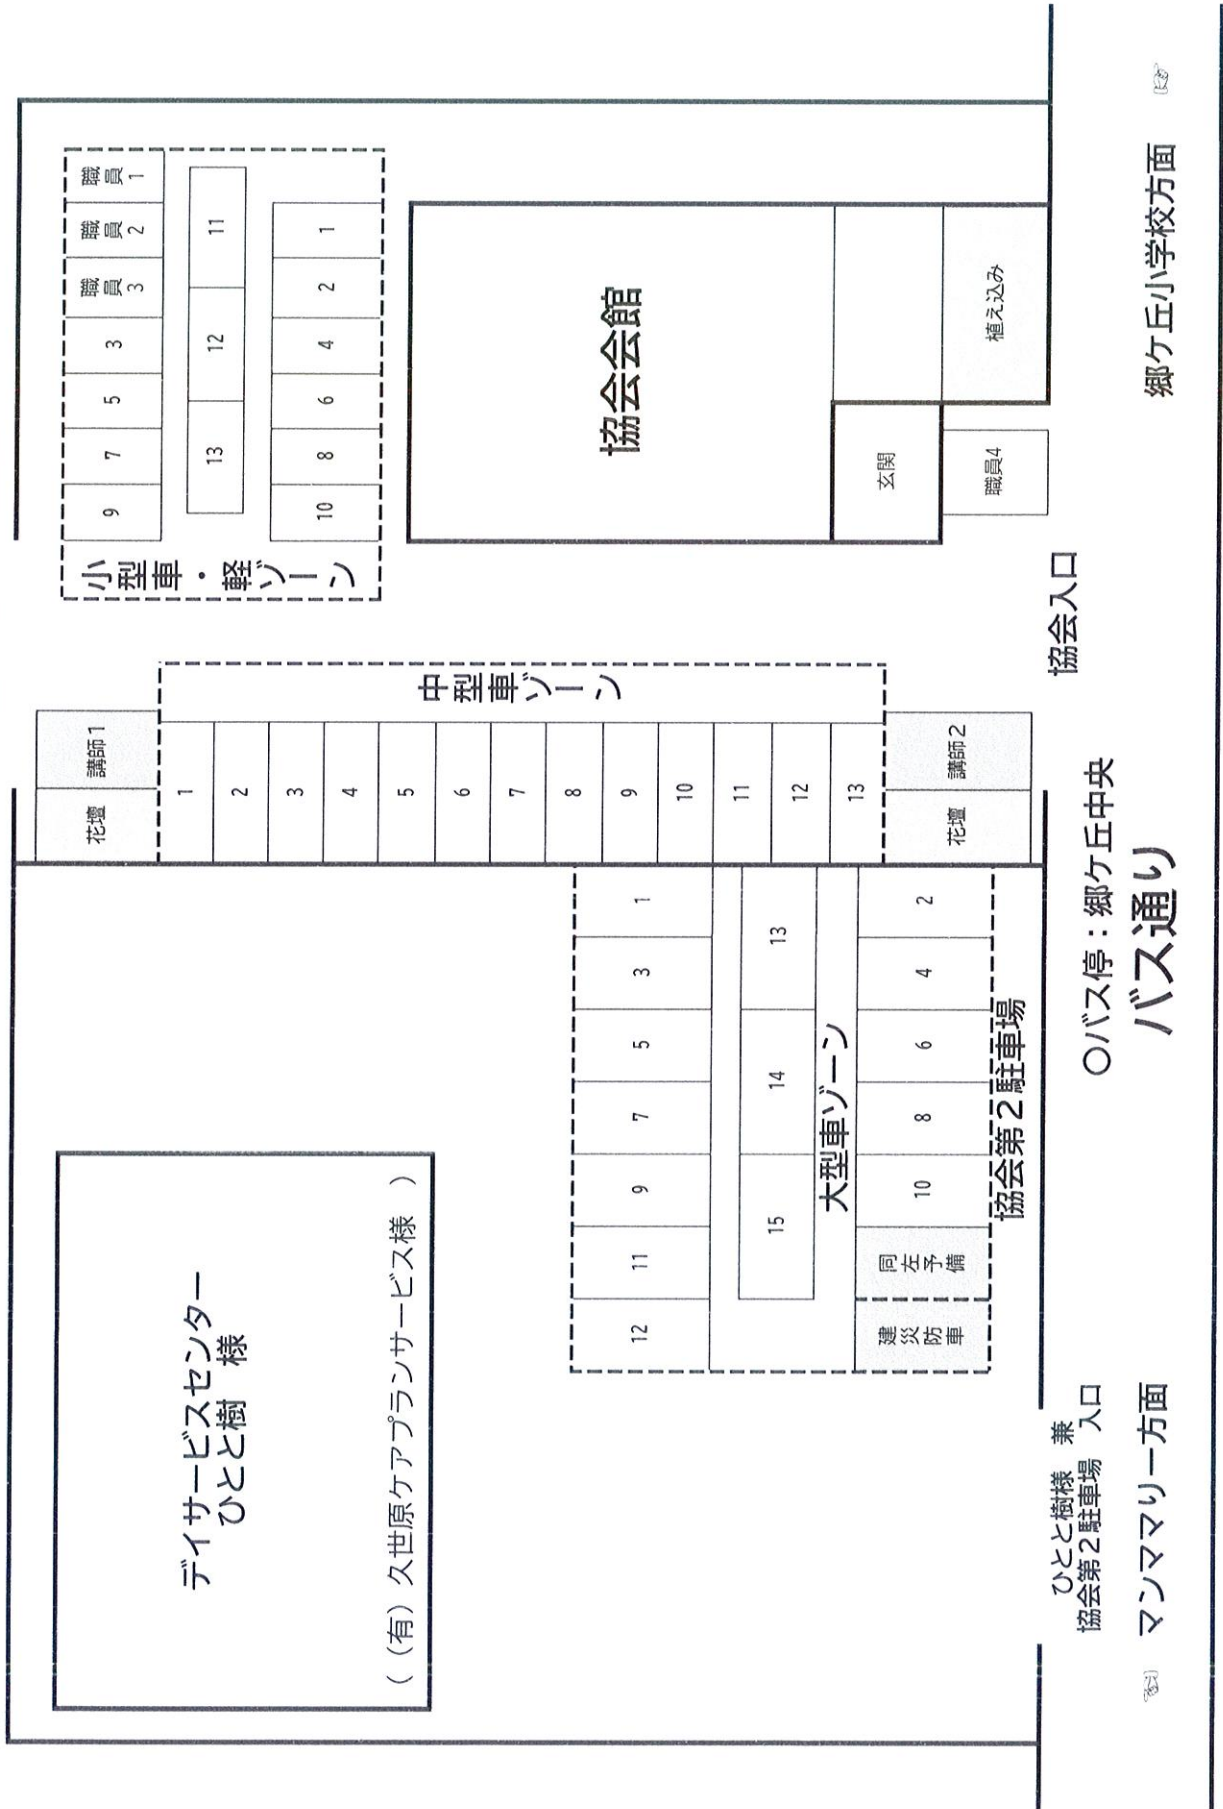 デイサービスセンター
ひとと樹　様
（（有）久世原ケアプランサービス様　）
花壇
講師1
1
2
3
4
5
6
7
8
9
10
11
12
13
中型車ゾーン
花壇
講師2
小型車・軽ゾーン
9
7
5
3
職員3
職員2
職員1
13
12
11
10
8
6
4
2
1
協会会館
玄関
植え込み
職員4
12
11
9
7
5
3
1
15
14
13
大型車ゾーン
建災防車
同左予備
10
8
6
4
2
協会第2駐車場
ひとと樹様　兼
協会第2駐車場　入口
協会入口
〇バス停：郷ケ丘中央
☜　マンママリー方面
バス通り
郷ケ丘小学校方面　☞